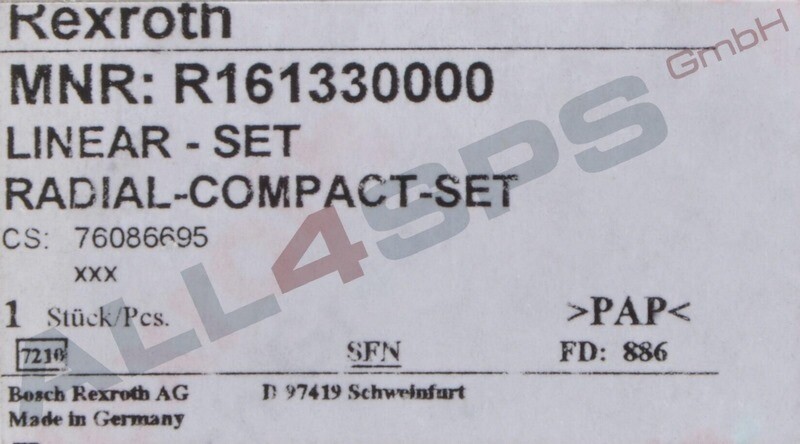 Rexroth
MNR: R161330000
LINEAR - SET
RADIAL-COMPACT-SET
CS: 76086695
xxx
1 Stück/Pcs.
>PAP<
7210
SFN
FD: 886
Bosch Rexroth AG
D 97419 Schweinfurt
Made in Germany
ALL4SPS GmbH